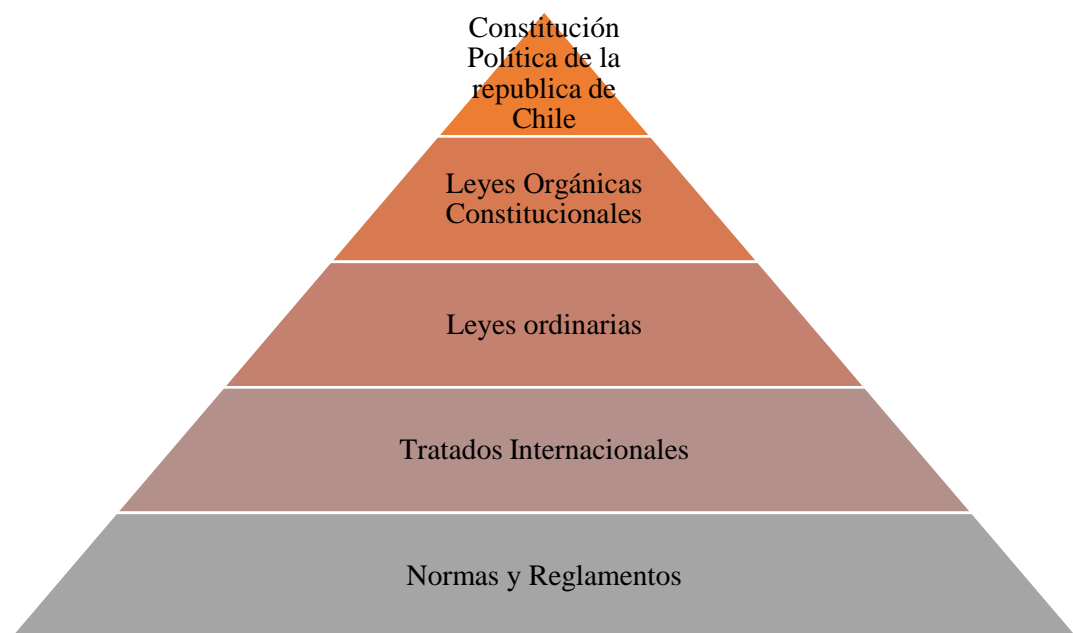 Constitución
Política de la
republica de
Chile
Leyes Orgánicas
Constitucionales
Leyes ordinarias
Tratados Internacionales
Normas y Reglamentos